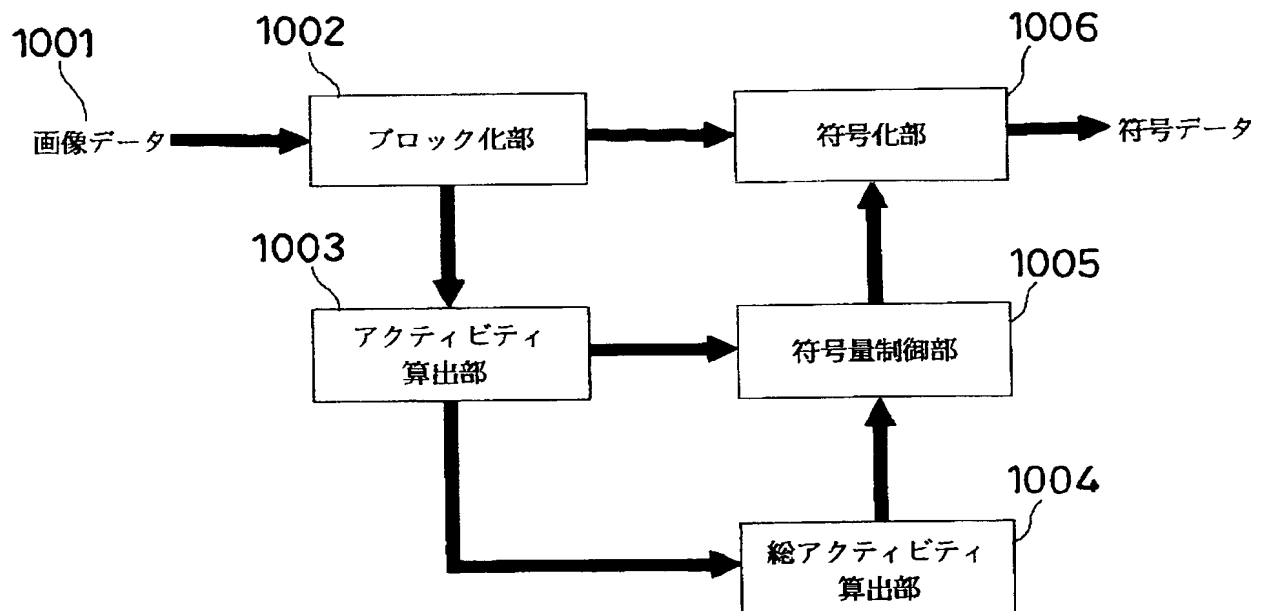 1001
1002
1006
画像データ
ブロック化部
符号化部
符号データ
1003
1005
アクティビティ
算出部
符号量制御部
1004
総アクティビティ
算出部